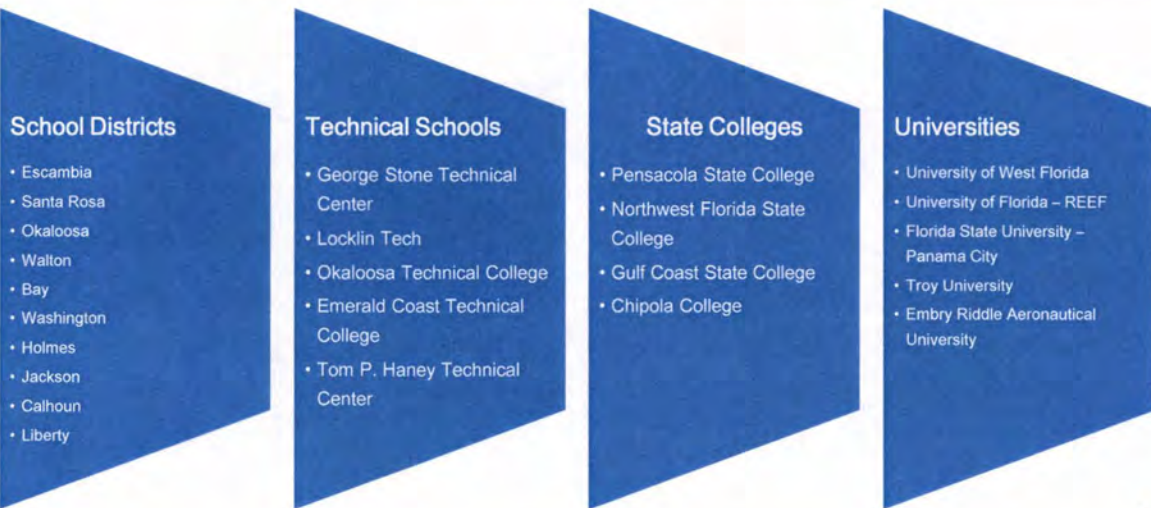 School Districts
• Escambia
• Santa Rosa
• Okaloosa
• Walton
• Bay
• Washington
• Holmes
• Jackson
• Calhoun
• Liberty
Technical Schools
• George Stone Technical
Center
• Locklin Tech
• Okaloosa Technical College
• Emerald Coast Technical
College
• Tom P. Haney Technical
Center
State Colleges
• Pensacola State College
• Northwest Florida State
College
• Gulf Coast State College
• Chipola College
Universities
• University of West Florida
• University of Florida – REEF
• Florida State University –
Panama City
• Troy University
• Embry Riddle Aeronautical
University